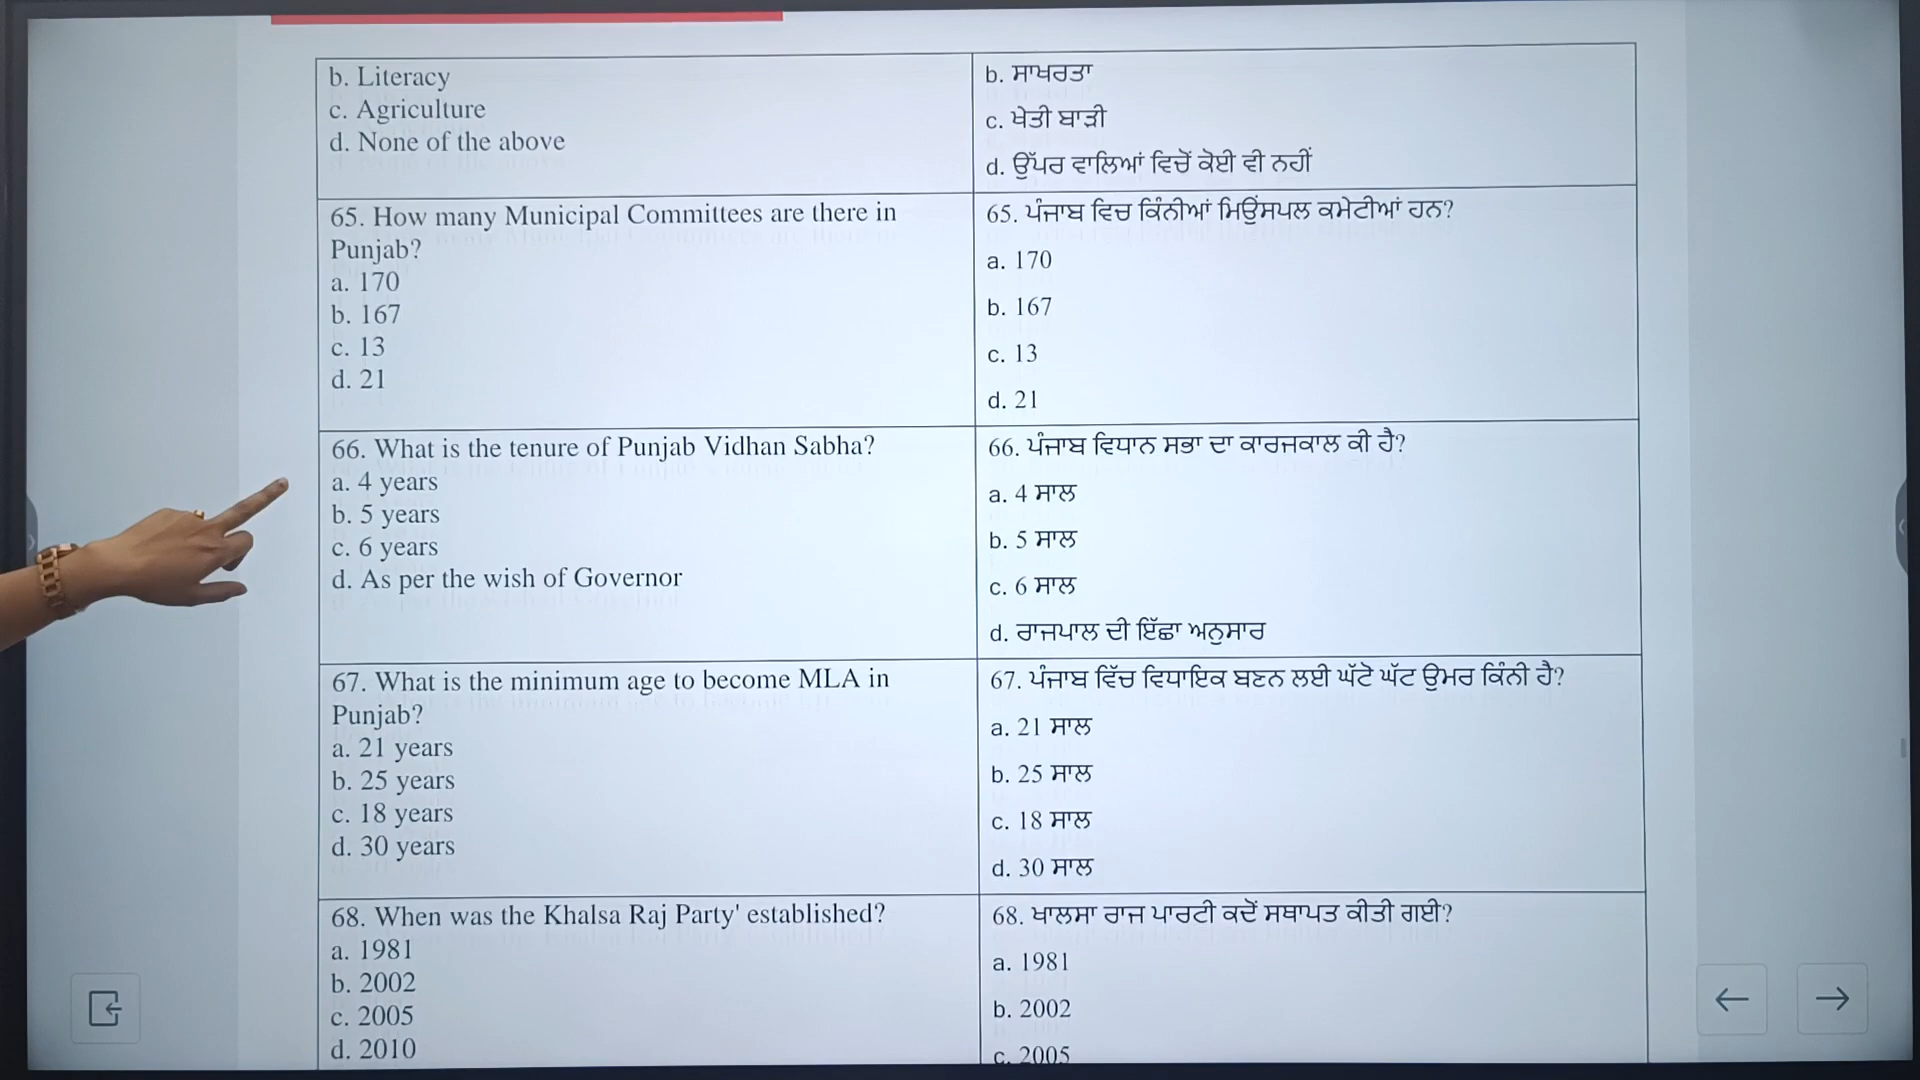 b. Literacy
c. Agriculture
d. None of the above
b. ਸਾਖਰਤਾ
c. ਖੇਤੀ ਬਾੜੀ
d. ਉੱਪਰ ਵਾਲਿਆਂ ਵਿਚੋਂ ਕੋਈ ਵੀ ਨਹੀਂ
65. How many Municipal Committees are there in
Punjab?
a. 170
b. 167
c. 13
d. 21
65. ਪੰਜਾਬ ਵਿਚ ਕਿੰਨੀਆਂ ਮਿਉਂਸਪਲ ਕਮੇਟੀਆਂ ਹਨ?
a. 170
b. 167
c. 13
d. 21
66. What is the tenure of Punjab Vidhan Sabha?
a. 4 years
b. 5 years
c. 6 years
d. As per the wish of Governor
66. ਪੰਜਾਬ ਵਿਧਾਨ ਸਭਾ ਦਾ ਕਾਰਜਕਾਲ ਕੀ ਹੈ?
a. 4 ਸਾਲ
b. 5 ਸਾਲ
c. 6 ਸਾਲ
d. ਰਾਜਪਾਲ ਦੀ ਇੱਛਾ ਅਨੁਸਾਰ
67. What is the minimum age to become MLA in
Punjab?
a. 21 years
b. 25 years
c. 18 years
d. 30 years
67. ਪੰਜਾਬ ਵਿੱਚ ਵਿਧਾਇਕ ਬਣਨ ਲਈ ਘੱਟੋ ਘੱਟ ਉਮਰ ਕਿੰਨੀ ਹੈ?
a. 21 ਸਾਲ
b. 25 ਸਾਲ
c. 18 ਸਾਲ
d. 30 ਸਾਲ
68. When was the Khalsa Raj Party' established?
a. 1981
b. 2002
c. 2005
d. 2010
68. ਖਾਲਸਾ ਰਾਜ ਪਾਰਟੀ ਕਦੋਂ ਸਥਾਪਤ ਕੀਤੀ ਗਈ?
a. 1981
b. 2002
c. 2005